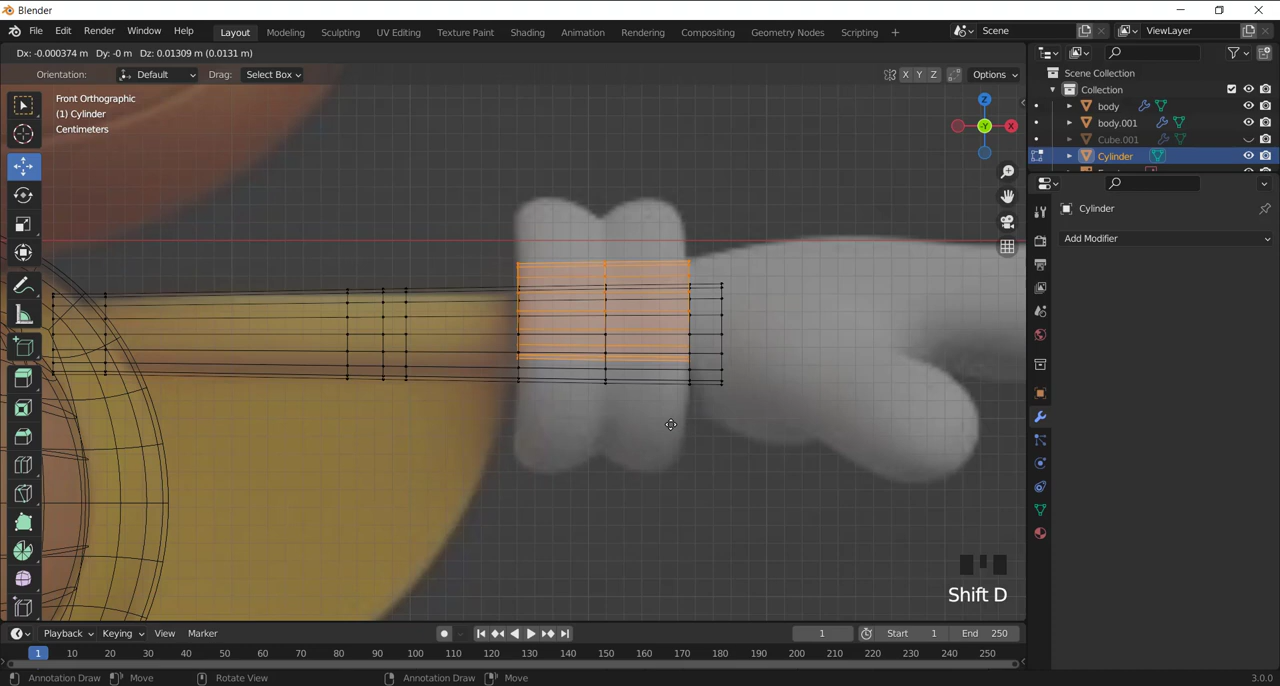 Blender
File Edit Render Window Help Layout Modeling Sculpting UV Editing Texture Paint Shading Animation Rendering Compositing Geometry Nodes Scripting + Scene ViewLayer
Dx: -0.000374 m Dy: -0 m Dz: 0.01309 m (0.0131 m)
Orientation: Default Drag: Select Box X Y Z Options
Scene Collection
Collection
body
body.001
Cube.001
Cylinder
Front Orthographic
(1) Cylinder
Centimeters
Z
-Y
X
Cylinder
Add Modifier
Shift D
Playback Keying View Marker 1 Start 1 End 250
1 10 20 30 40 50 60 70 80 90 100 110 120 130 140 150 160 170 180 190 200 210 220 230 240 250
Annotation Draw Move Rotate View Annotation Draw Move 3.0.0